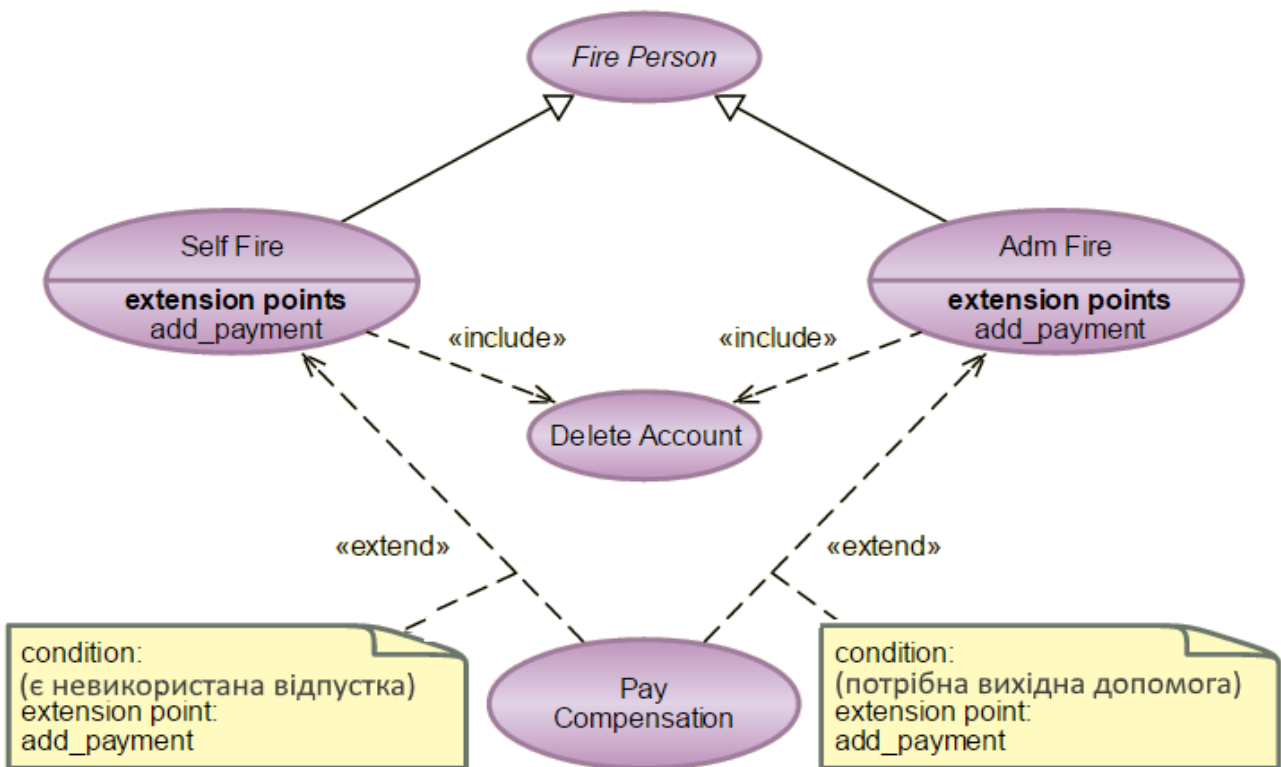 Fire Person
Self Fire
extension points
add_payment
Adm Fire
extension points
add_payment
«include»
«include»
Delete Account
«extend»
«extend»
condition:
(є невикористана відпустка)
extension point:
add_payment
Pay
Compensation
condition:
(потрібна вихідна допомога)
extension point:
add_payment